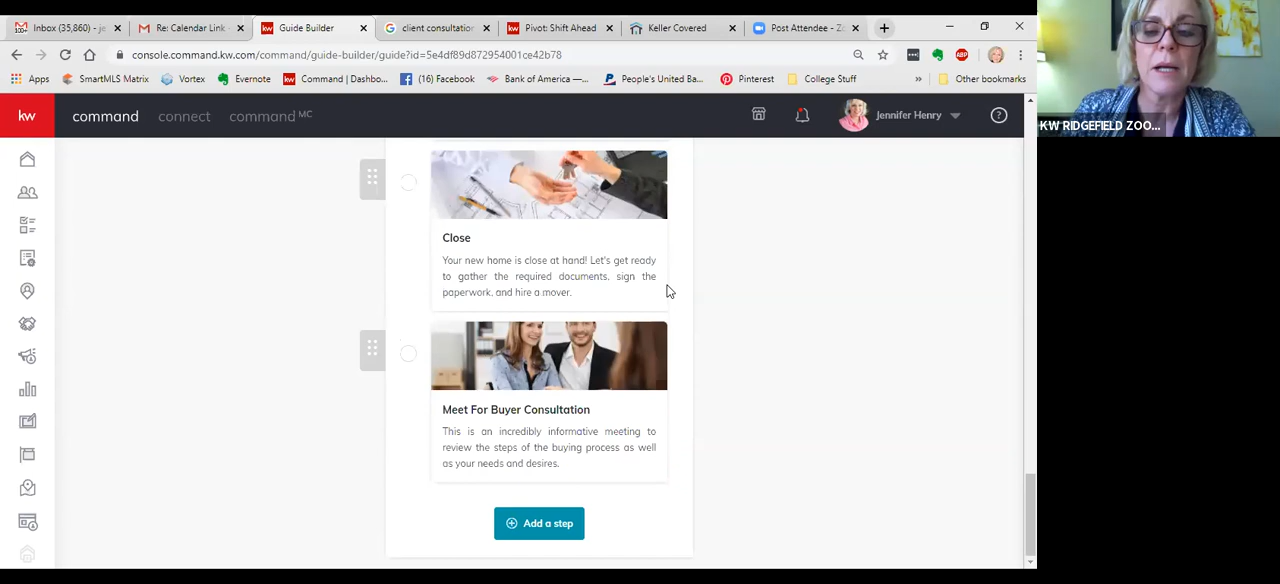 Inbox (35,860) - je
Re: Calendar Link -
Guide Builder
client consultation
Pivot: Shift Ahead
Keller Covered
Post Attendee - Zo
console.command.kw.com/command/guide-builder/guide?id=5e4df89d872954001ce42b78
Apps
SmartMLS Matrix
Vortex
Evernote
Command | Dashbo...
(16) Facebook
Bank of America —...
People's United Ba...
Pinterest
College Stuff
»
Other bookmarks
ABP
kw
command
connect
command MC
Jennifer Henry
KW RIDGEFIELD ZOO...
Close
Your new home is close at hand! Let's get ready
to gather the required documents, sign the
paperwork, and hire a mover.
Meet For Buyer Consultation
This is an incredibly informative meeting to
review the steps of the buying process as well
as your needs and desires.
Add a step